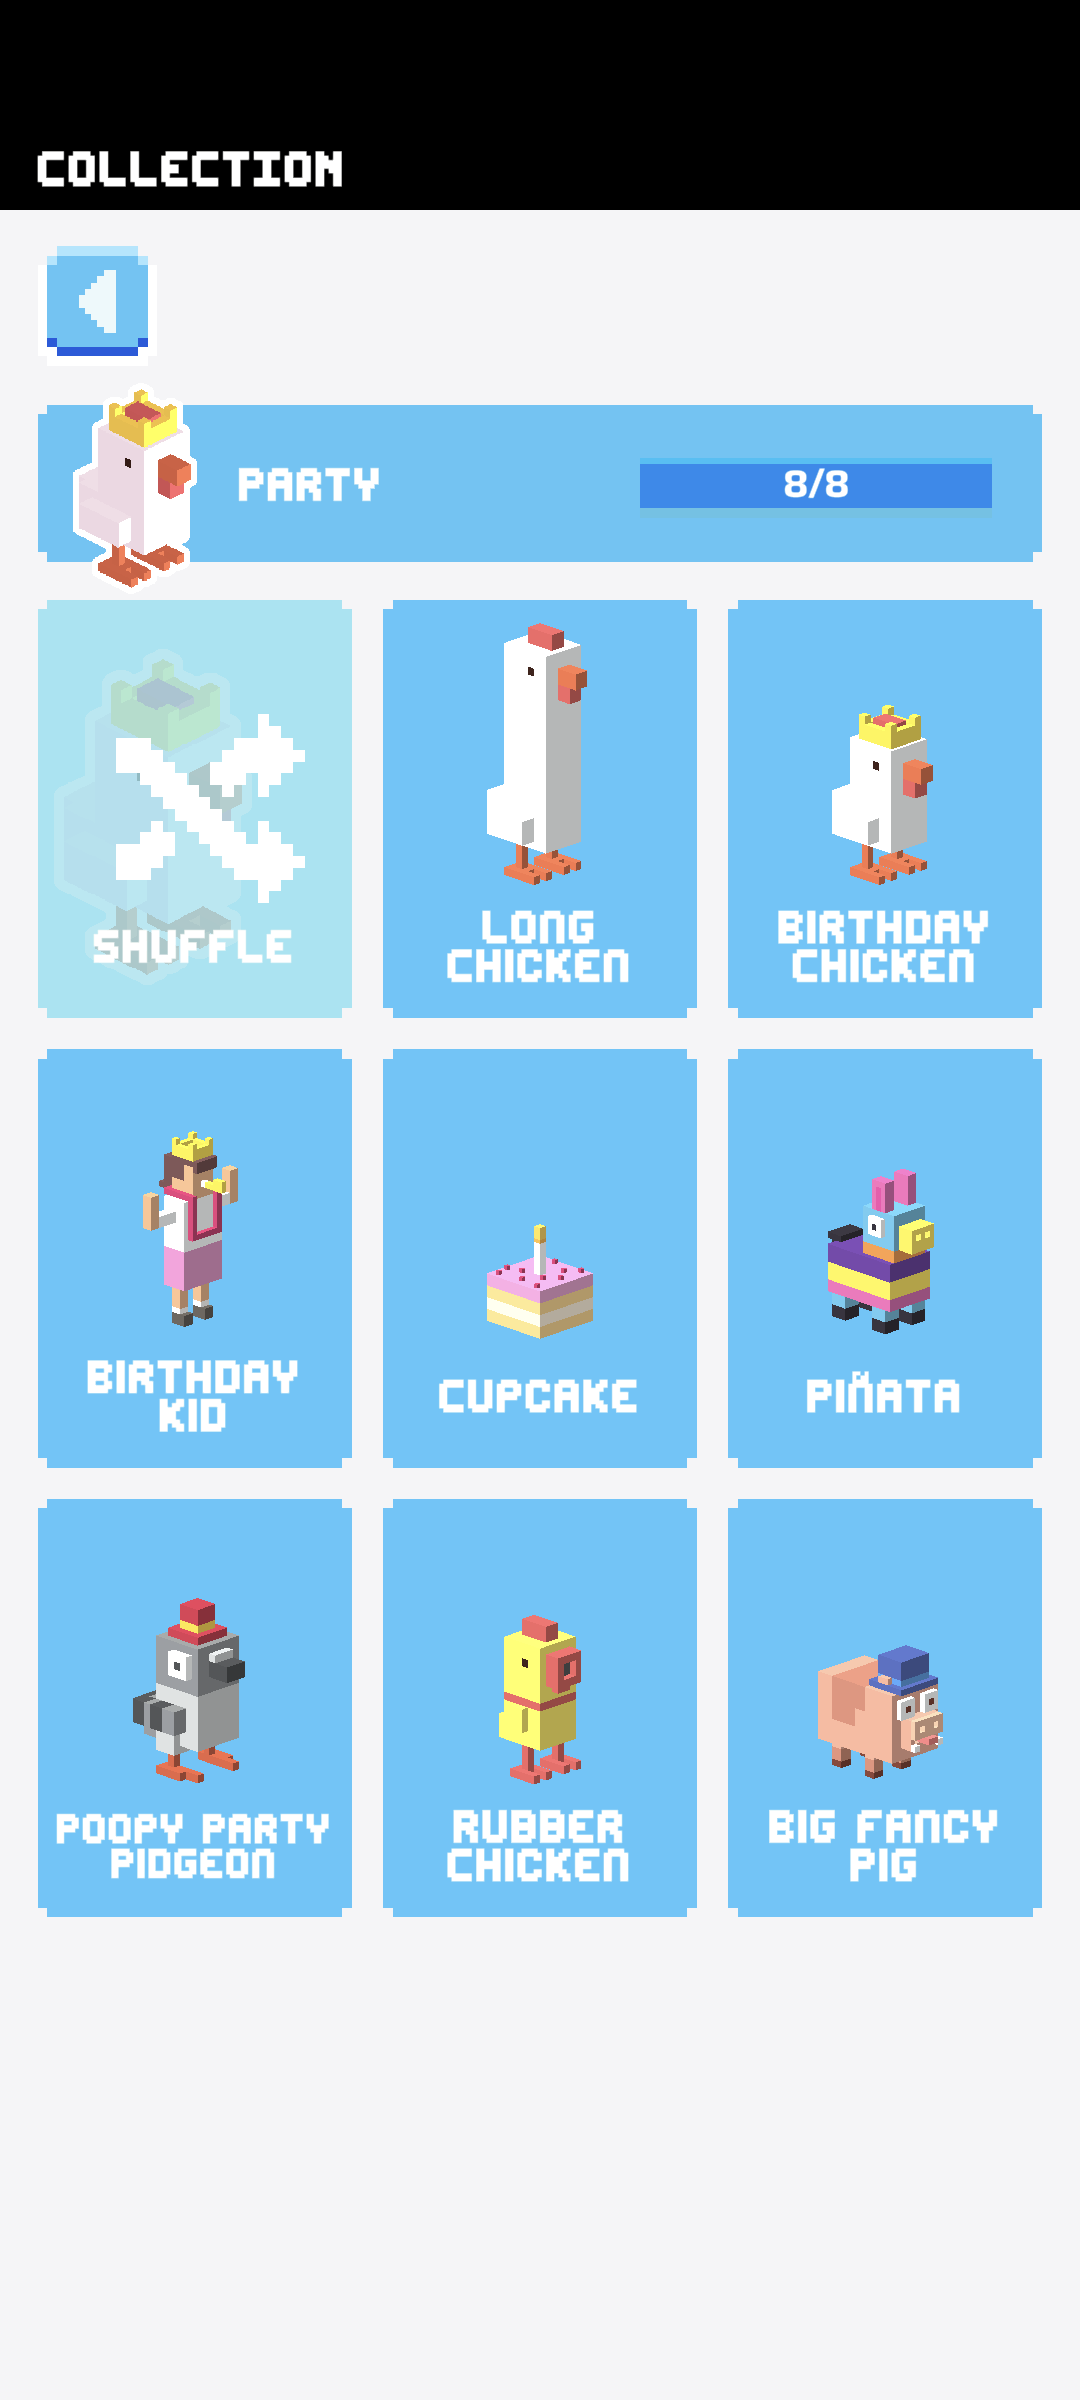 COLLECTION
PARTY
8/8
SHUFFLE
LONG
CHICKEN
BIRTHDAY
CHICKEN
BIRTHDAY
KID
CUPCAKE
PIÑATA
POOPY PARTY
PIDGEON
RUBBER
CHICKEN
BIG FANCY
PIG